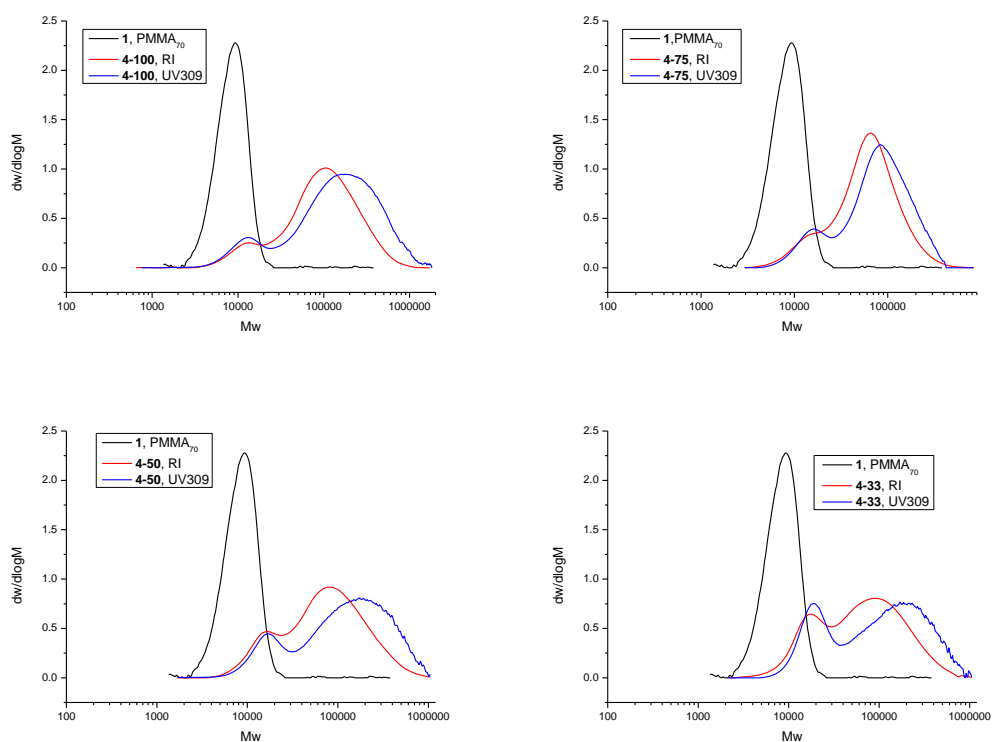 2.5
1, PMMA70
4-100, RI
4-100, UV309
2.0
1.5
1.0
0.5
0.0
dw/dlogM
100 1000 10000 100000 1000000
Mw
2.5
1,PMMA70
4-75, RI
4-75, UV309
2.0
1.5
1.0
0.5
0.0
dw/dlogM
100 1000 10000 100000
Mw
2.5
1, PMMA70
4-50, RI
4-50, UV309
2.0
1.5
1.0
0.5
0.0
dw/dlogM
100 1000 10000 100000 1000000
Mw
2.5
1, PMMA70
4-33, RI
4-33, UV309
2.0
1.5
1.0
0.5
0.0
dw/dlogM
100 1000 10000 100000 1000000
Mw